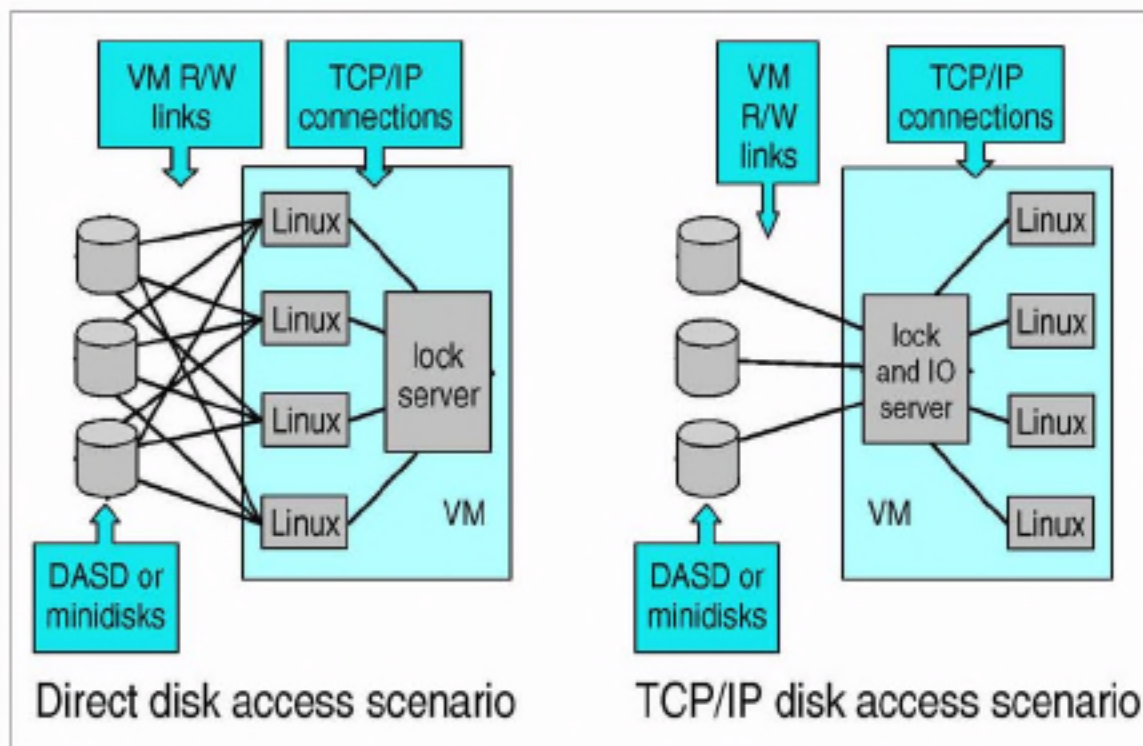 VM R/W
links
TCP/IP
connections
Linux
Linux
Linux
Linux
lock
server
VM
DASD or
minidisks
Direct disk access scenario
VM
R/W
links
TCP/IP
connections
lock
and IO
server
Linux
Linux
Linux
Linux
VM
DASD or
minidisks
TCP/IP disk access scenario